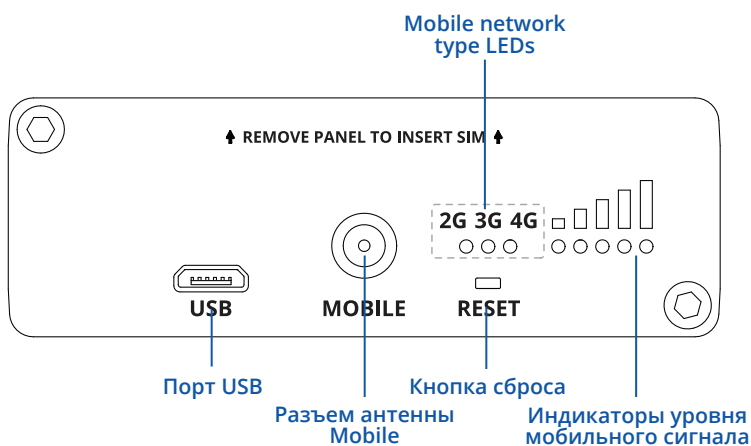 Mobile network
type LEDs
REMOVE PANEL TO INSERT SIM
2G 3G 4G
USB
MOBILE
RESET
Порт USB
Кнопка сброса
Разъем антенны
Mobile
Индикаторы уровня
мобильного сигнала